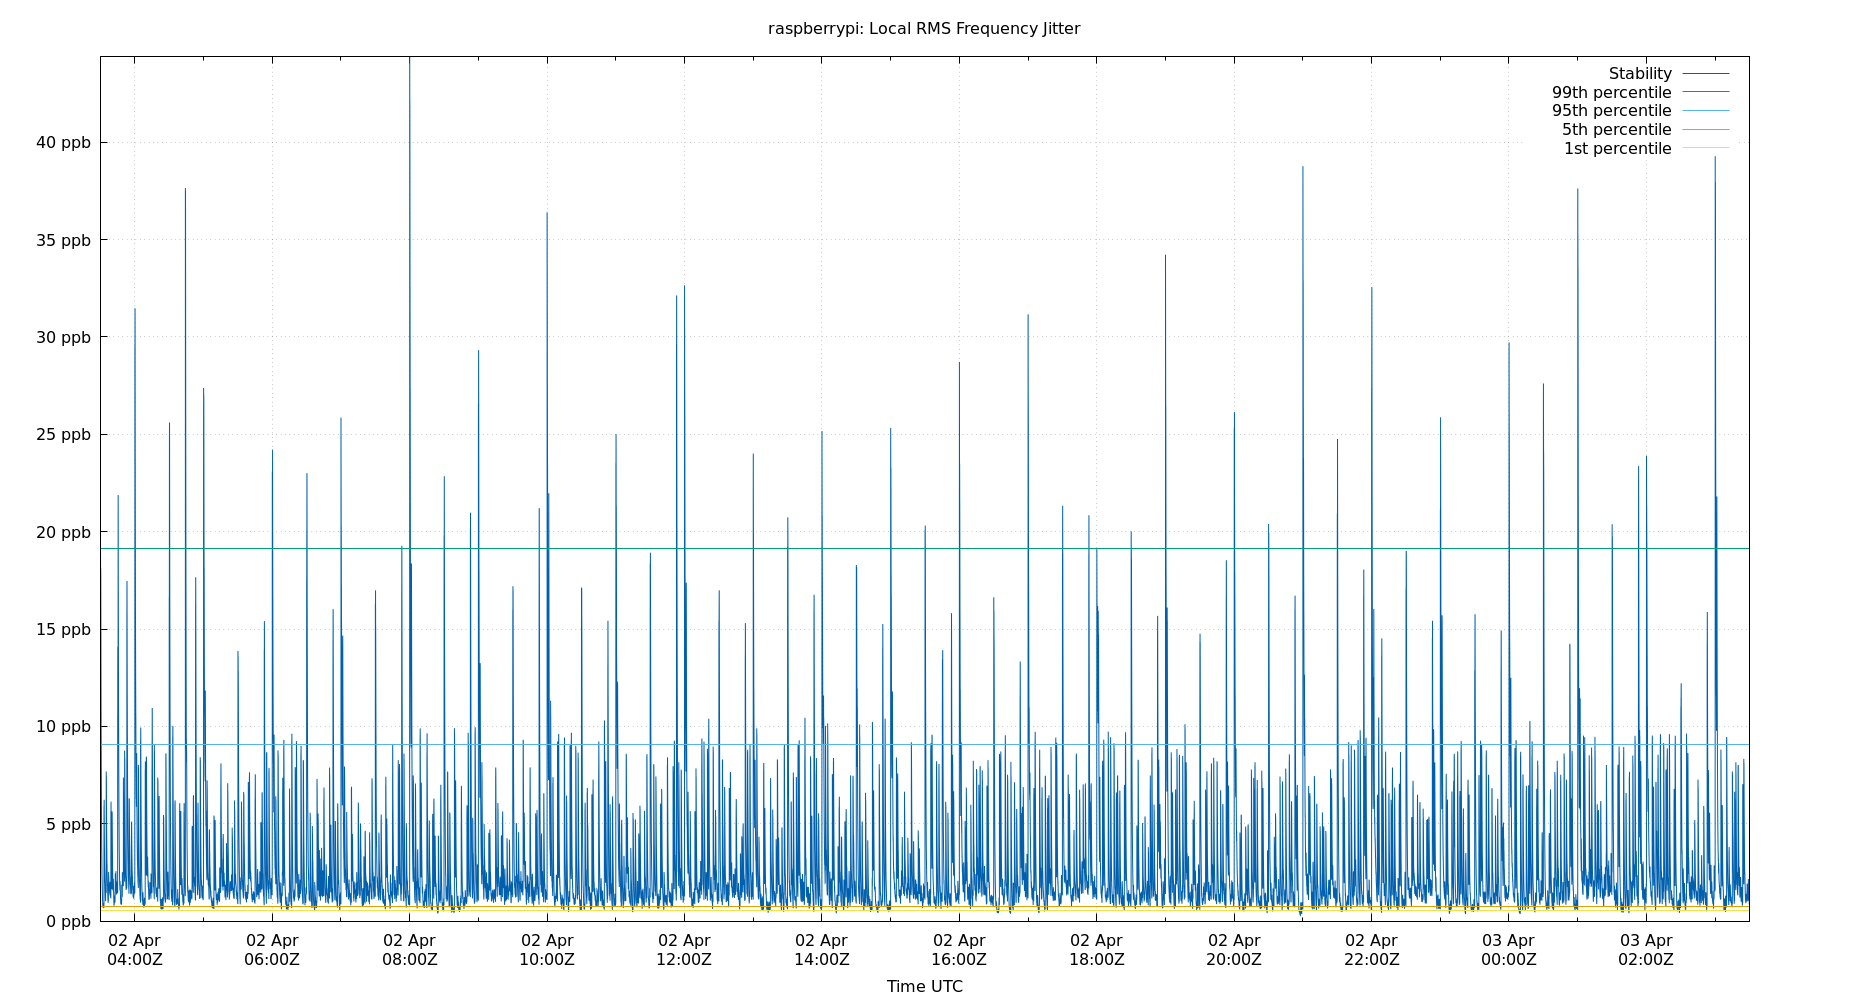 raspberrypi: Local RMS Frequency Jitter
Stability
99th percentile
95th percentile
5th percentile
1st percentile
40 ppb
35 ppb
30 ppb
25 ppb
20 ppb
15 ppb
10 ppb
5 ppb
0 ppb
02 Apr 02 Apr 02 Apr 02 Apr 02 Apr 02 Apr 02 Apr 02 Apr 02 Apr 02 Apr 03 Apr 03 Apr
04:00Z 06:00Z 08:00Z 10:00Z 12:00Z 14:00Z 16:00Z 18:00Z 20:00Z 22:00Z 00:00Z 02:00Z
Time UTC